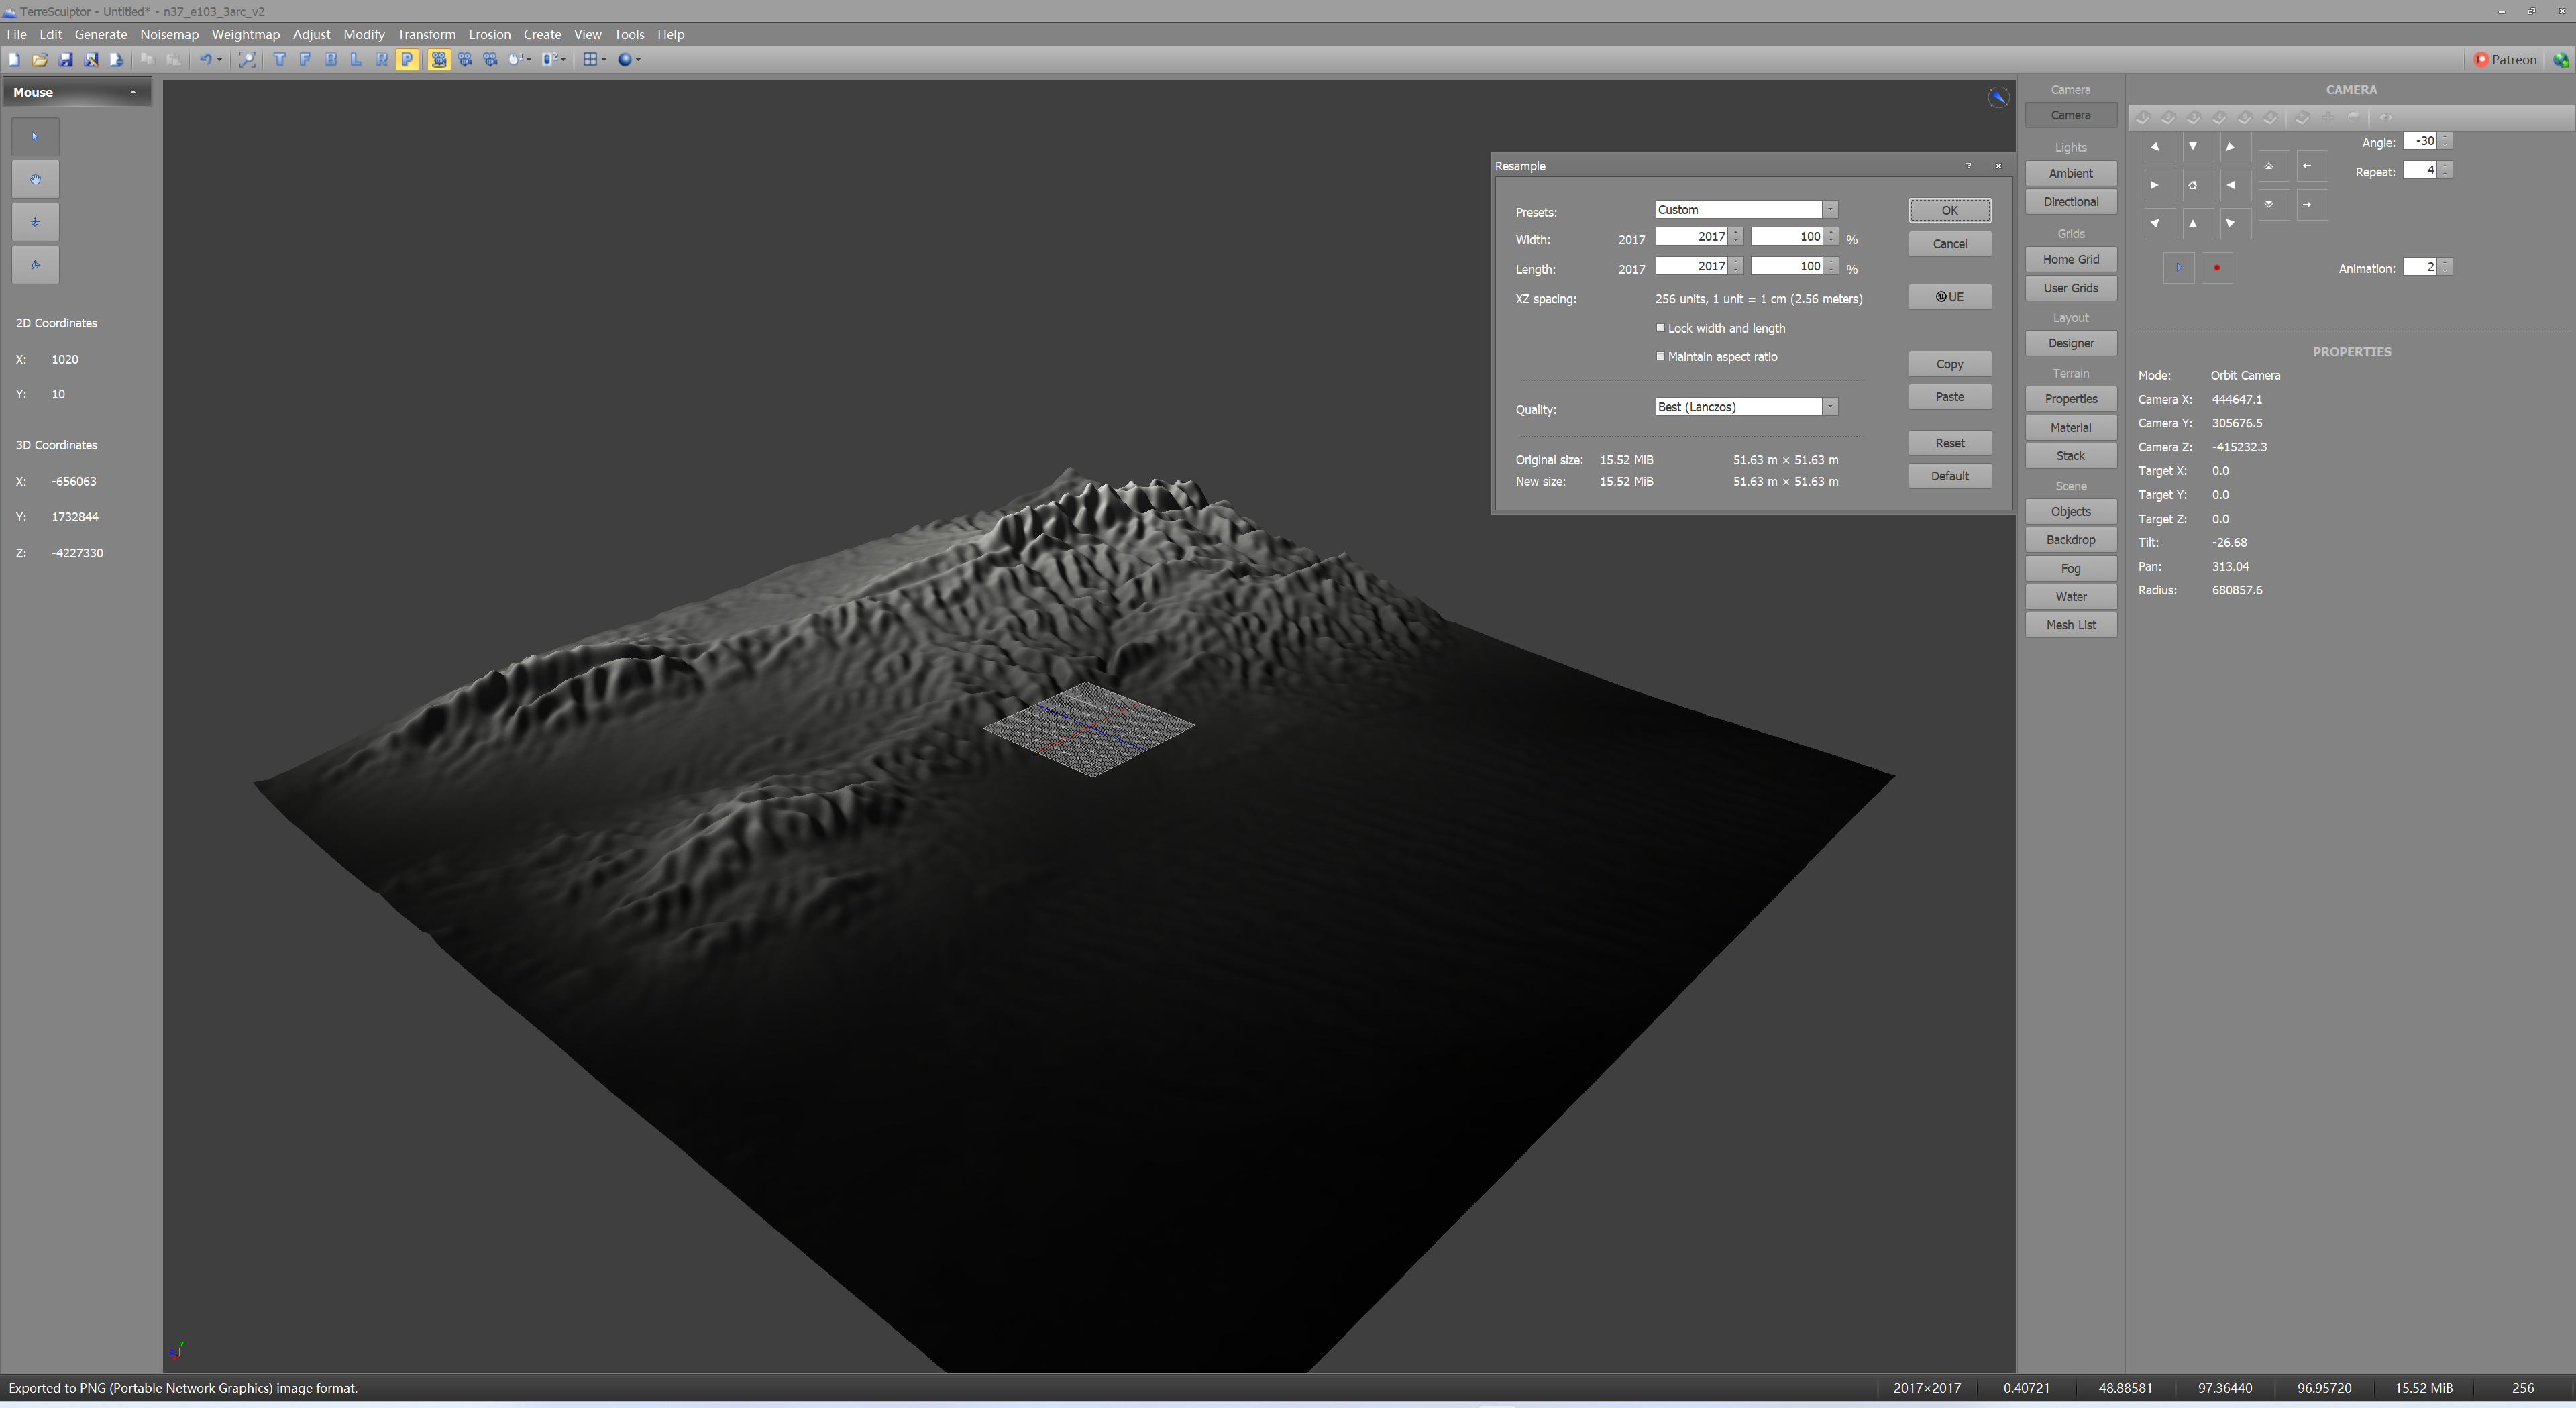 TerreSculptor - Untitled* - n37_e103_3arc_v2
File Edit Generate Noisemap Weightmap Adjust Modify Transform Erosion Create View Tools Help
T F B L R P 1 2 Patreon
Mouse
2D Coordinates
X: 1020
Y: 10
3D Coordinates
X: -656063
Y: 1732844
Z: -4227330
Resample ?
Presets: Custom
Width: 2017 2017 100 %
Length: 2017 2017 100 %
XZ spacing: 256 units, 1 unit = 1 cm (2.56 meters)
Lock width and length
Maintain aspect ratio
Quality: Best (Lanczos)
Original size: 15.52 MiB 51.63 m × 51.63 m
New size: 15.52 MiB 51.63 m × 51.63 m
OK
Cancel
UE
Copy
Paste
Reset
Default
Camera
Camera
Lights
Ambient
Directional
Grids
Home Grid
User Grids
Layout
Designer
Terrain
Properties
Material
Stack
Scene
Objects
Backdrop
Fog
Water
Mesh List
CAMERA
Angle: -30
Repeat: 4
Animation: 2
PROPERTIES
Mode: Orbit Camera
Camera X: 444647.1
Camera Y: 305676.5
Camera Z: -415232.3
Target X: 0.0
Target Y: 0.0
Target Z: 0.0
Tilt: -26.68
Pan: 313.04
Radius: 680857.6
Exported to PNG (Portable Network Graphics) image format. 2017×2017 0.40721 48.88581 97.36440 96.95720 15.52 MiB 256